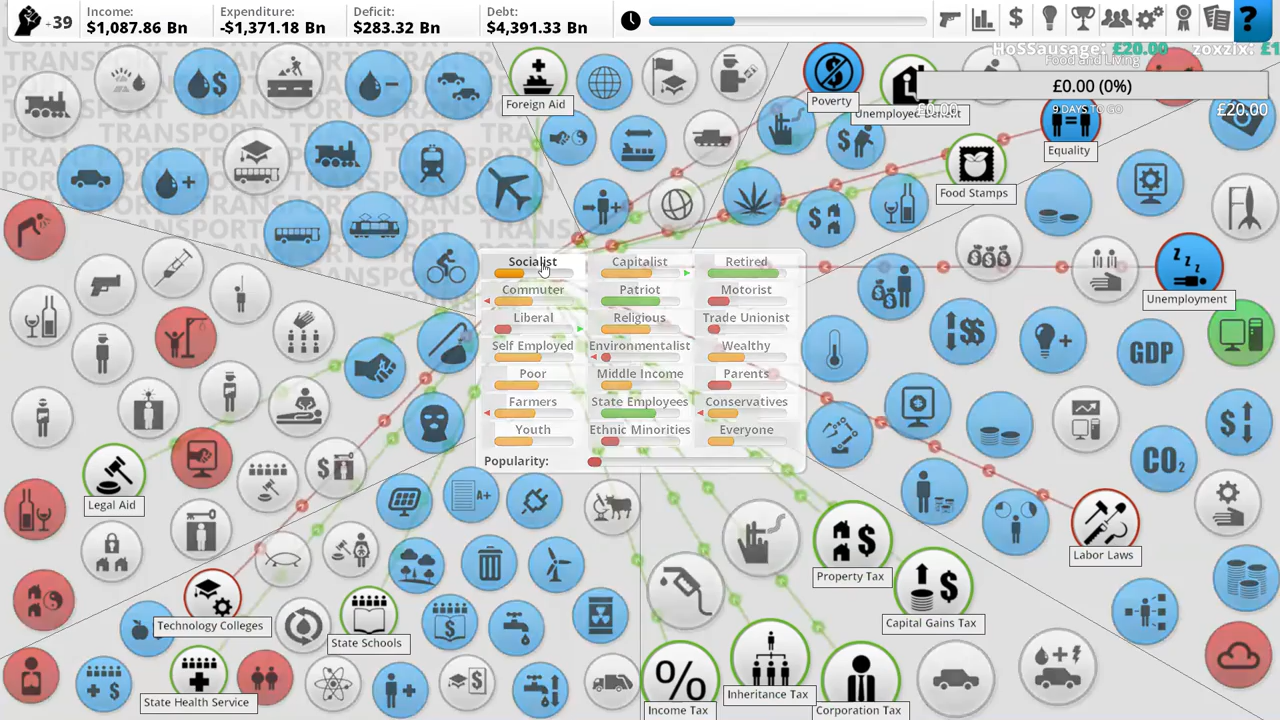 Income: Expenditure: Deficit: Debt:
+39 $1,087.86 Bn -$1,371.18 Bn $283.32 Bn $4,391.33 Bn
?
HoSSausage: £20.00 zoxzix: £1
Food and Living
£0.00 (0%)
£0.00 9 DAYS TO GO £20.00
TRANSPORT
Foreign Aid
Poverty
Unemployed Benefit
Equality
Food Stamps
Unemployment
Socialist Capitalist Retired
Commuter Patriot Motorist
Liberal Religious Trade Unionist
Self Employed Environmentalist Wealthy
Poor Middle Income Parents
Farmers State Employees Conservatives
Youth Ethnic Minorities Everyone
Popularity:
GDP
CO₂
A+
Legal Aid
Labor Laws
Property Tax
Capital Gains Tax
Technology Colleges
State Schools
State Health Service
Income Tax
Inheritance Tax
Corporation Tax